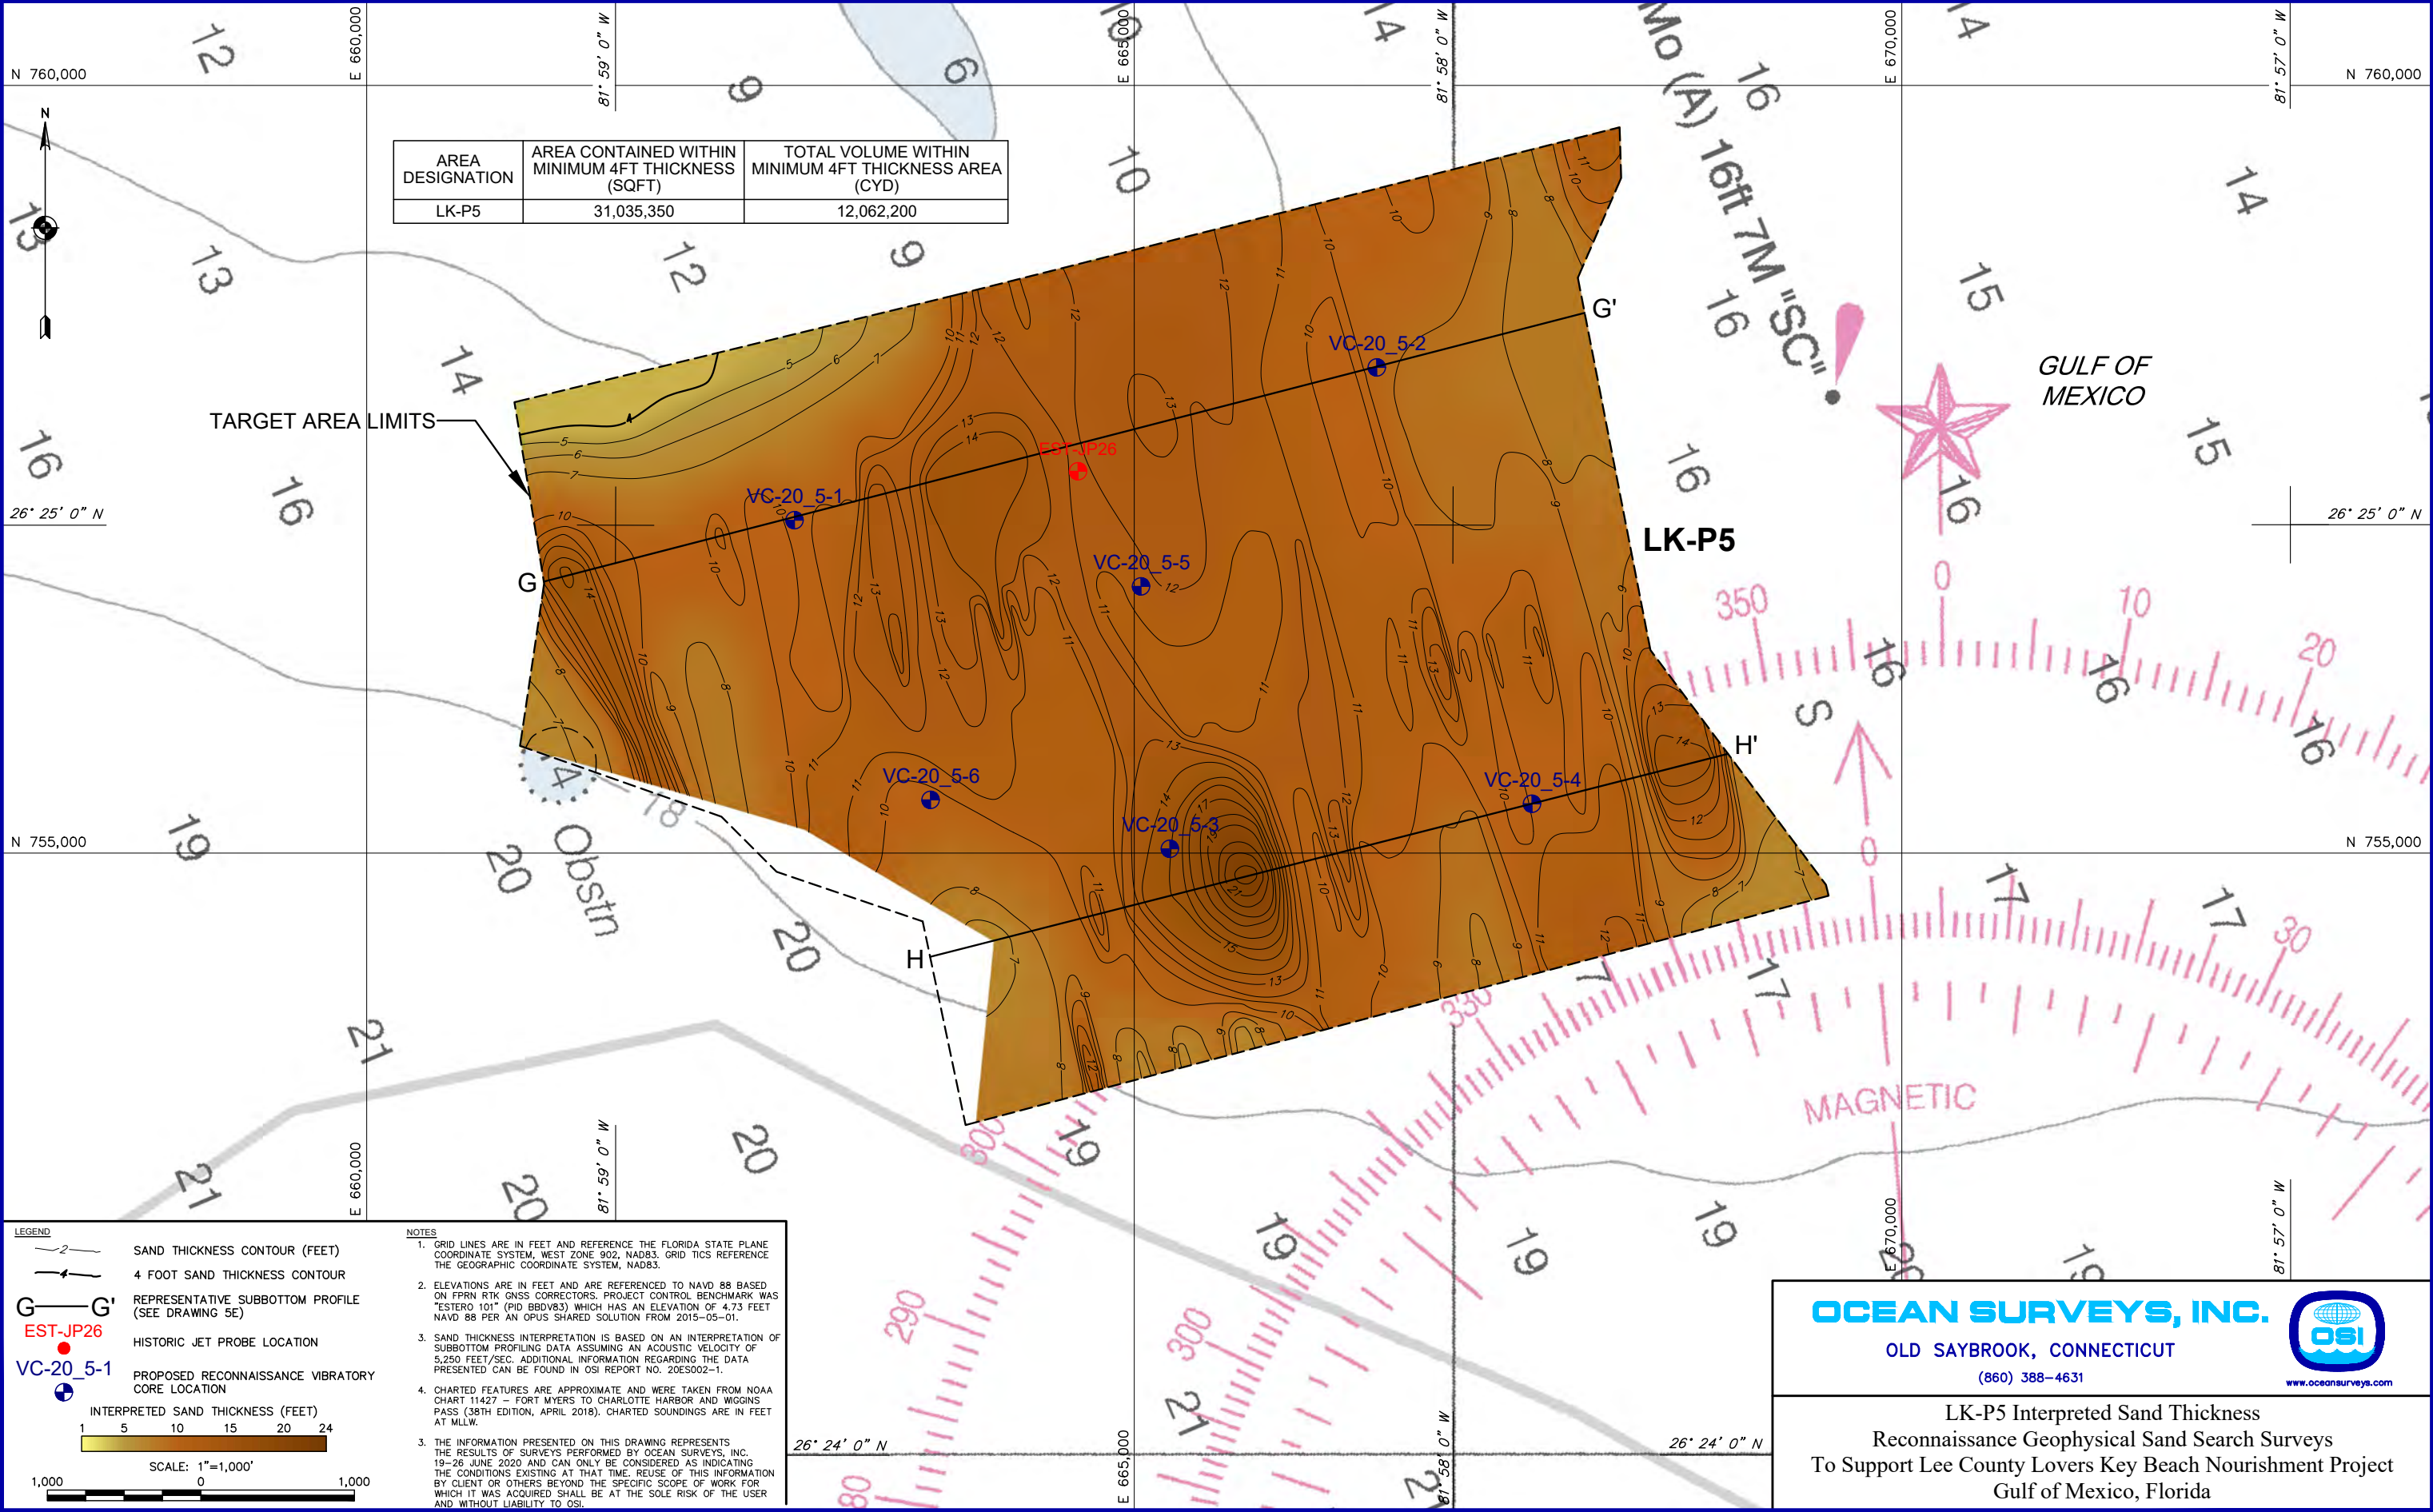 N 760,000
E 660,000
81° 59' 0" W
E 665,000
81° 58' 0" W
E 670,000
81° 57' 0" W
N 760,000
N
AREA DESIGNATION
AREA CONTAINED WITHIN MINIMUM 4FT THICKNESS (SQFT)
TOTAL VOLUME WITHIN MINIMUM 4FT THICKNESS AREA (CYD)
LK-P5 31,035,350 12,062,200
Mo (A) 16ft 7M "SC"
GULF OF
MEXICO
TARGET AREA LIMITS
G'
VC-20_5-2
EST-JP26
VC-20_5-1
26° 25' 0" N
26° 25' 0" N
LK-P5
VC-20_5-5
G
350
0
10
20
S
H'
VC-20_5-6
VC-20_5-4
VC-20_5-3
N 755,000
N 755,000
Obstn
18
0
H
30
330
MAGNETIC
300
290
300
80
E 660,000
81° 59' 0" W
E 665,000
81° 58' 0" W
E 670,000
81° 57' 0" W
26° 24' 0" N
26° 24' 0" N
LEGEND
2 SAND THICKNESS CONTOUR (FEET)
4 4 FOOT SAND THICKNESS CONTOUR
G G' REPRESENTATIVE SUBBOTTOM PROFILE
(SEE DRAWING 5E)
EST-JP26
HISTORIC JET PROBE LOCATION
VC-20_5-1
PROPOSED RECONNAISSANCE VIBRATORY
CORE LOCATION
INTERPRETED SAND THICKNESS (FEET)
1 5 10 15 20 24
SCALE: 1"=1,000'
1,000 0 1,000
NOTES
1. GRID LINES ARE IN FEET AND REFERENCE THE FLORIDA STATE PLANE
COORDINATE SYSTEM, WEST ZONE 902, NAD83. GRID TICS REFERENCE
THE GEOGRAPHIC COORDINATE SYSTEM, NAD83.
2. ELEVATIONS ARE IN FEET AND ARE REFERENCED TO NAVD 88 BASED
ON FPRN RTK GNSS CORRECTORS. PROJECT CONTROL BENCHMARK WAS
"ESTERO 101" (PID BBDV83) WHICH HAS AN ELEVATION OF 4.73 FEET
NAVD 88 PER AN OPUS SHARED SOLUTION FROM 2015-05-01.
3. SAND THICKNESS INTERPRETATION IS BASED ON AN INTERPRETATION OF
SUBBOTTOM PROFILING DATA ASSUMING AN ACOUSTIC VELOCITY OF
5,250 FEET/SEC. ADDITIONAL INFORMATION REGARDING THE DATA
PRESENTED CAN BE FOUND IN OSI REPORT NO. 20ES002-1.
4. CHARTED FEATURES ARE APPROXIMATE AND WERE TAKEN FROM NOAA
CHART 11427 - FORT MYERS TO CHARLOTTE HARBOR AND WIGGINS
PASS (38TH EDITION, APRIL 2018). CHARTED SOUNDINGS ARE IN FEET
AT MLLW.
3. THE INFORMATION PRESENTED ON THIS DRAWING REPRESENTS
THE RESULTS OF SURVEYS PERFORMED BY OCEAN SURVEYS, INC.
19-26 JUNE 2020 AND CAN ONLY BE CONSIDERED AS INDICATING
THE CONDITIONS EXISTING AT THAT TIME. REUSE OF THIS INFORMATION
BY CLIENT OR OTHERS BEYOND THE SPECIFIC SCOPE OF WORK FOR
WHICH IT WAS ACQUIRED SHALL BE AT THE SOLE RISK OF THE USER
AND WITHOUT LIABILITY TO OSI.
OCEAN SURVEYS, INC.
OLD SAYBROOK, CONNECTICUT
(860) 388-4631
OSI
www.oceansurveys.com
LK-P5 Interpreted Sand Thickness
Reconnaissance Geophysical Sand Search Surveys
To Support Lee County Lovers Key Beach Nourishment Project
Gulf of Mexico, Florida